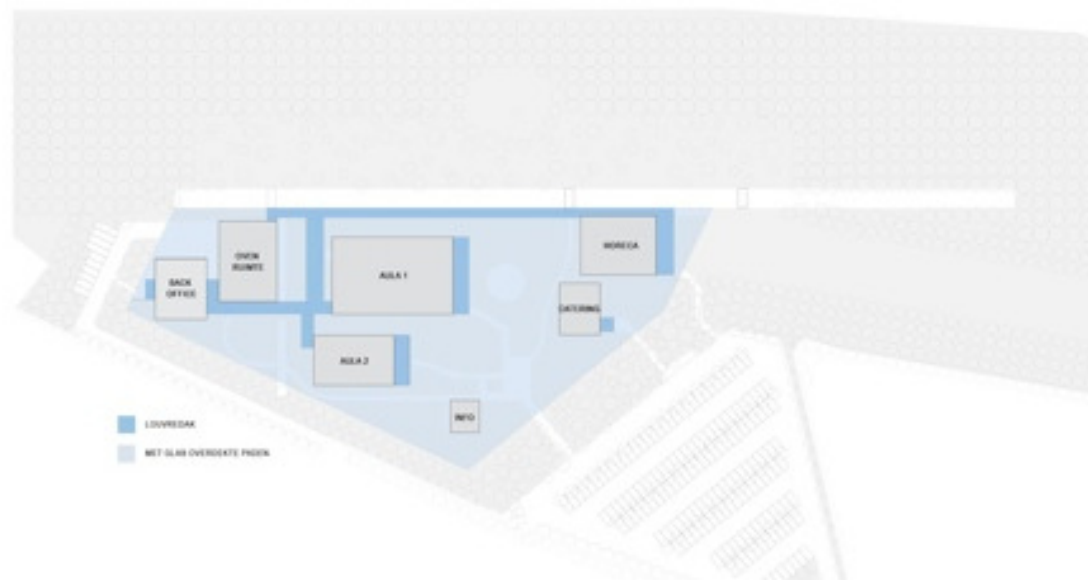 OVEN
RUIMTE
HORECA
AULA 1
BACK
OFFICE
CATERING
AULA 2
INFO
LOUVREDAK
MET GLAS OVERDEKTE PADEN